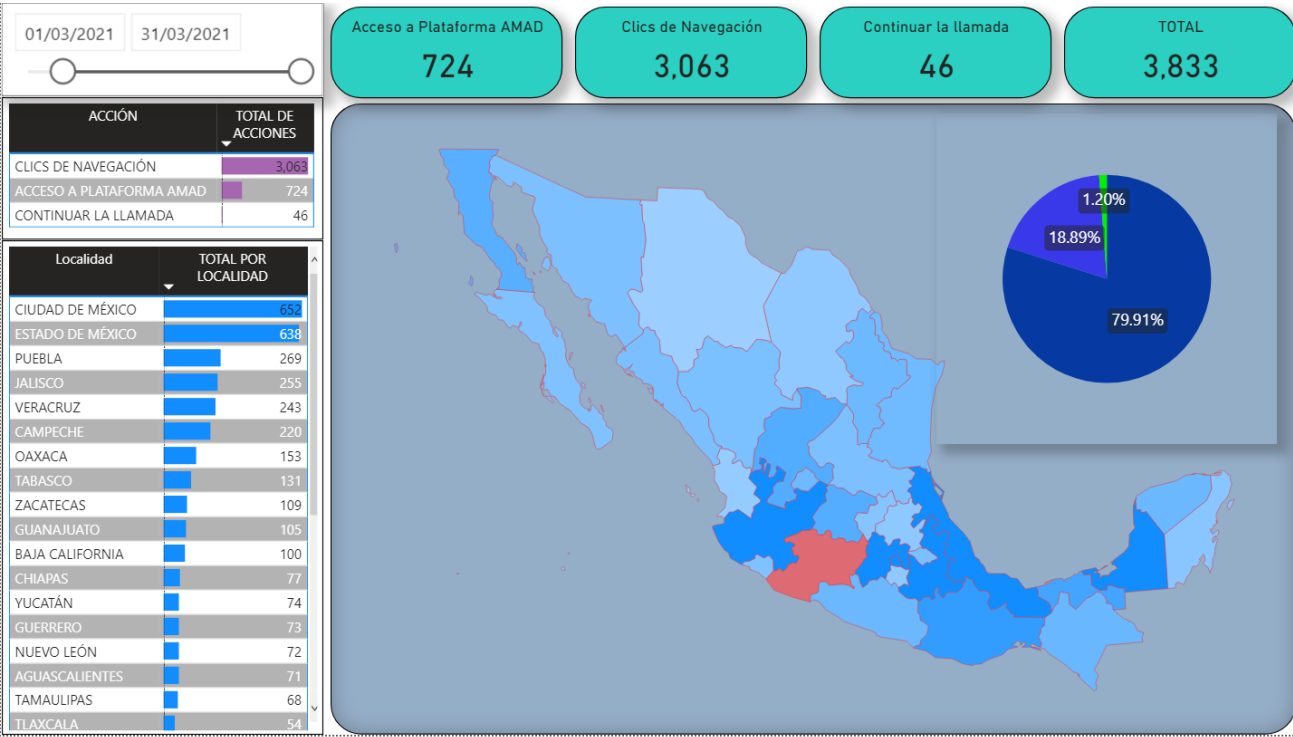 01/03/2021 31/03/2021
Acceso a Plataforma AMAD
724
Clics de Navegación
3,063
Continuar la llamada
46
TOTAL
3,833
ACCIÓN TOTAL DE ACCIONES
CLICS DE NAVEGACIÓN 3,063
ACCESO A PLATAFORMA AMAD 724
CONTINUAR LA LLAMADA 46
Localidad TOTAL POR LOCALIDAD
CIUDAD DE MÉXICO 652
ESTADO DE MÉXICO 638
PUEBLA 269
JALISCO 255
VERACRUZ 243
CAMPECHE 220
OAXACA 153
TABASCO 131
ZACATECAS 109
GUANAJUATO 105
BAJA CALIFORNIA 100
CHIAPAS 77
YUCATÁN 74
GUERRERO 73
NUEVO LEÓN 72
AGUASCALIENTES 71
TAMAULIPAS 68
TLAXCALA 54
1.20%
18.89%
79.91%